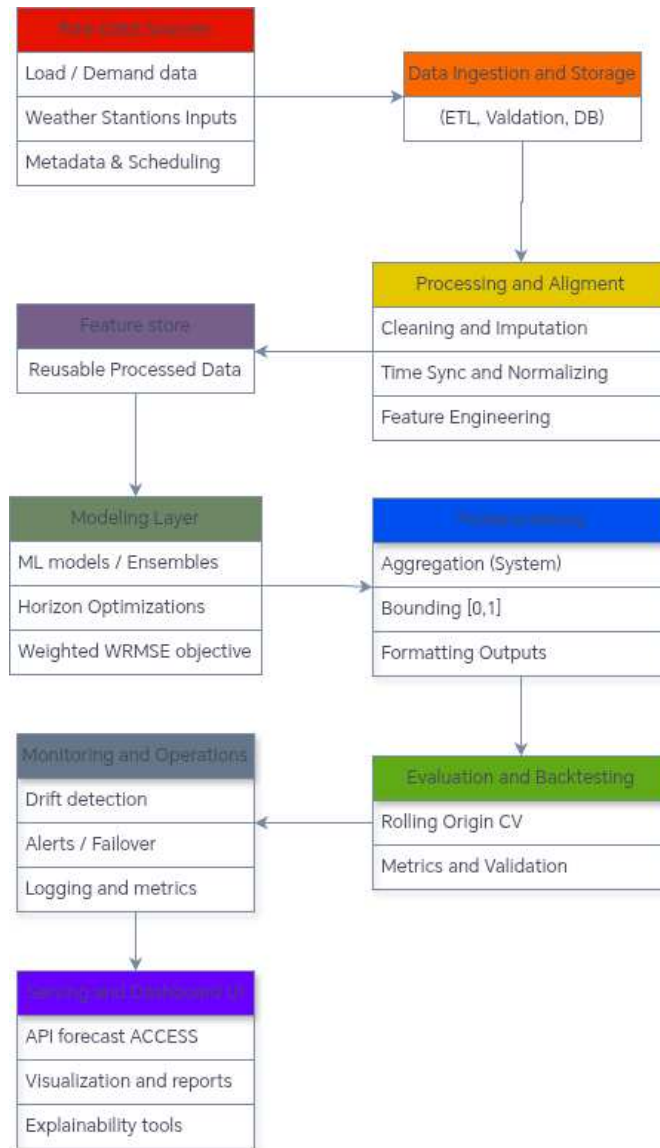 Load / Demand data
Weather Stantions Inputs
Metadata & Scheduling
Data Ingestion and Storage
(ETL, Valdation, DB)
Processing and Aligment
Cleaning and Imputation
Time Sync and Normalizing
Feature Engineering
Feature store
Reusable Processed Data
Modeling Layer
ML models / Ensembles
Horizon Optimizations
Weighted WRMSE objective
Aggregation (System)
Bounding [0,1]
Formatting Outputs
Evaluation and Backtesting
Rolling Origin CV
Metrics and Validation
Monitoring and Operations
Drift detection
Alerts / Failover
Logging and metrics
Serving and Dashboard UI
API forecast ACCESS
Visualization and reports
Explainability tools